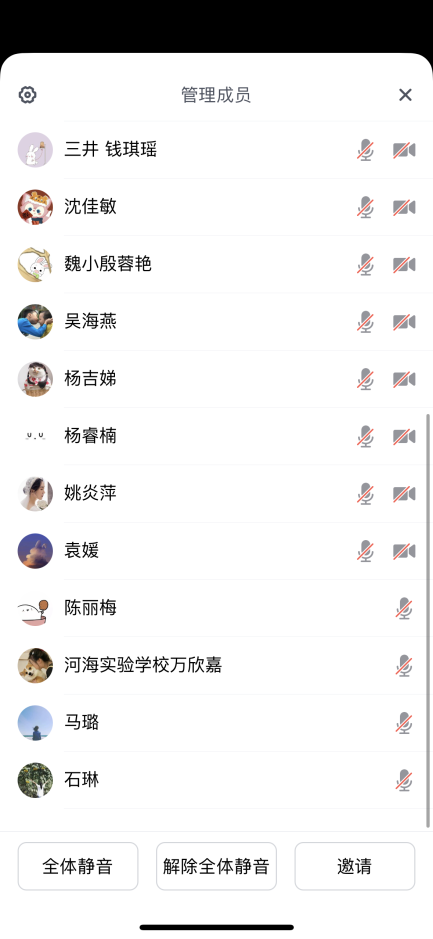 管理成员
三井 钱琪瑶
沈佳敏
魏小殷蓉艳
吴海燕
杨吉娣
杨睿楠
姚炎萍
袁媛
陈丽梅
河海实验学校万欣嘉
马璐
石琳
全体静音
解除全体静音
邀请